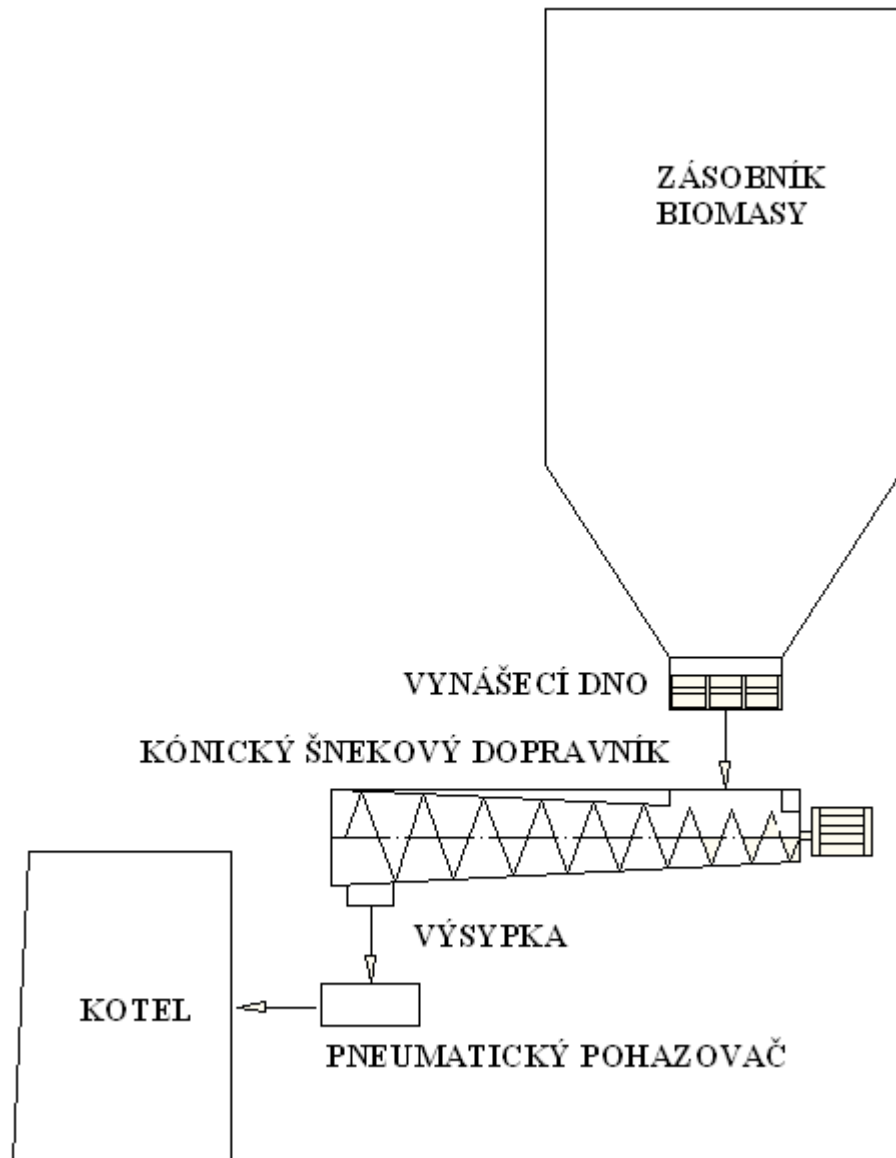 ZÁSOBNÍK
BIOMASY
VYNÁŠECÍ DNO
KÓNICKÝ ŠNEKOVÝ DOPRAVNÍK
VÝSYPKA
KOTEL
PNEUMATICKÝ POHAZOVAČ